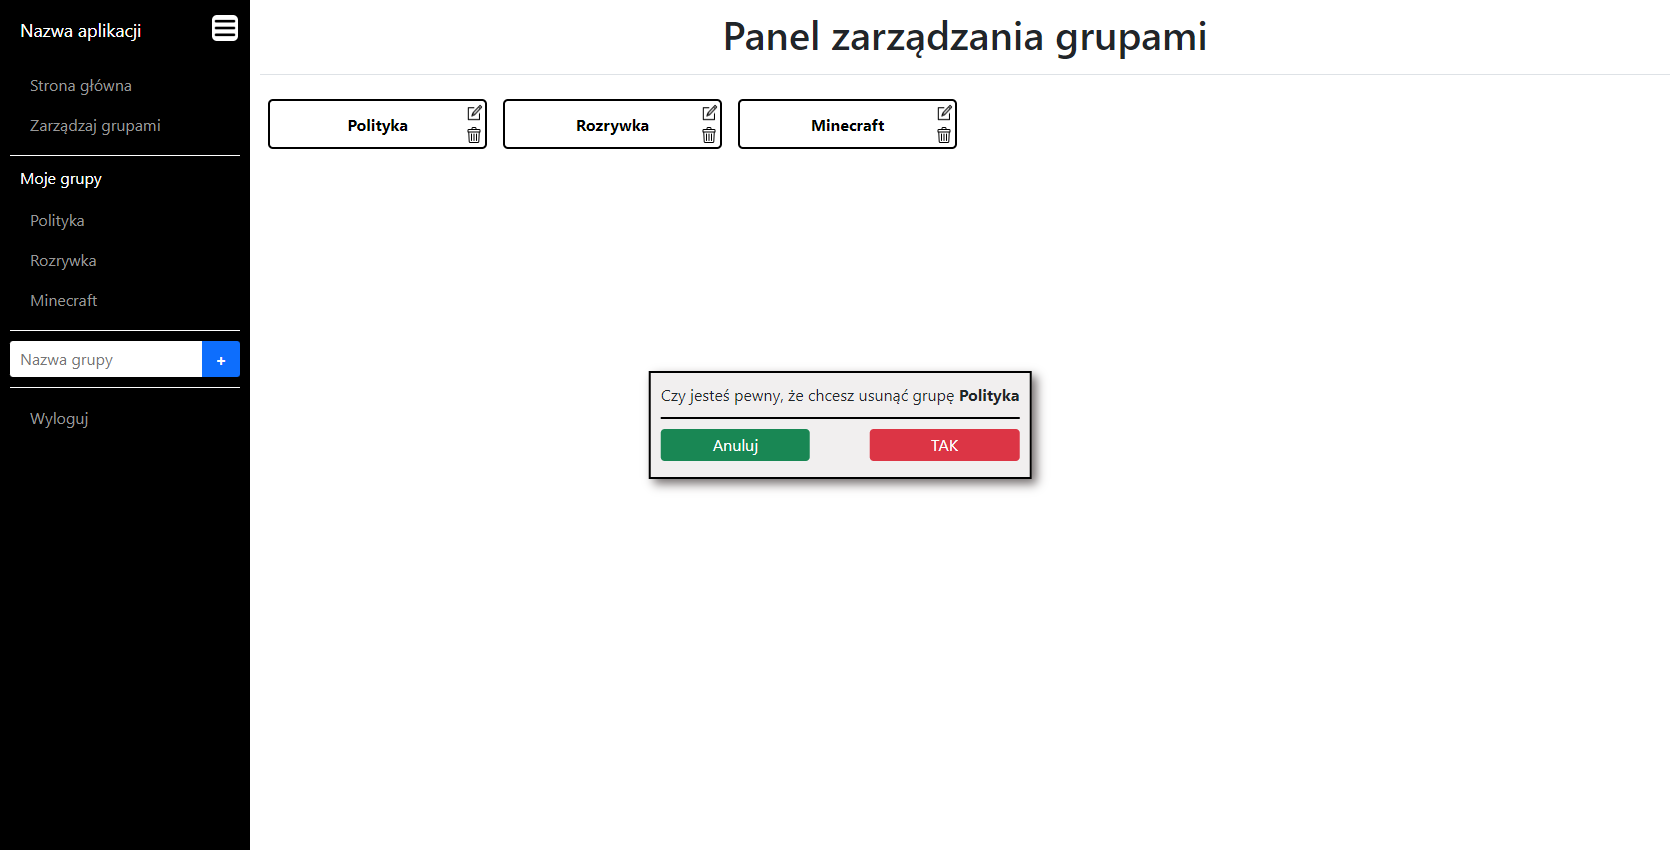 Nazwa aplikacji
Strona główna
Zarządzaj grupami
Moje grupy
Polityka
Rozrywka
Minecraft
Nazwa grupy
+
Wyloguj
Panel zarządzania grupami
Polityka
Rozrywka
Minecraft
Czy jesteś pewny, że chcesz usunąć grupę Polityka
Anuluj
TAK